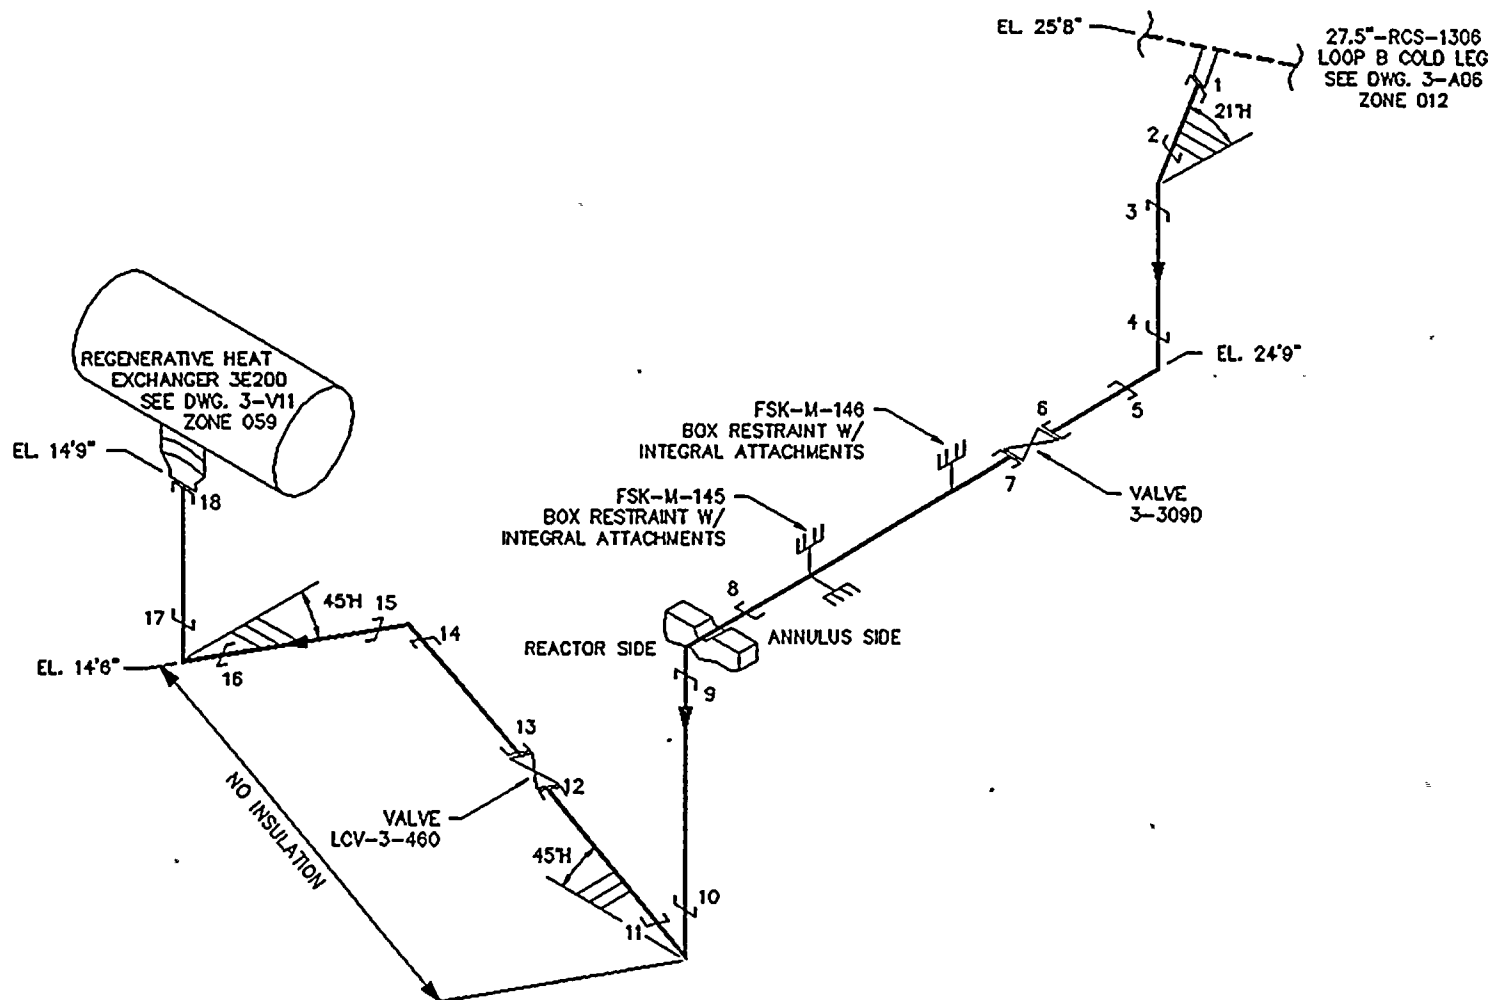 EL. 25'8"
27.5"-RCS-1306
LOOP B COLD LEG
SEE DWG. 3-A06
ZONE 012
1
21°H
2
3
4
EL. 24'9"
5
6
7
VALVE
3-309D
FSK-M-146
BOX RESTRAINT W/
INTEGRAL ATTACHMENTS
FSK-M-145
BOX RESTRAINT W/
INTEGRAL ATTACHMENTS
8
REACTOR SIDE
ANNULUS SIDE
9
10
11
45°H
12
VALVE
LCV-3-460
13
14
15
45°H
16
17
EL. 14'6"
NO INSULATION
18
EL. 14'9"
REGENERATIVE HEAT
EXCHANGER 3E200
SEE DWG. 3-V11
ZONE 059